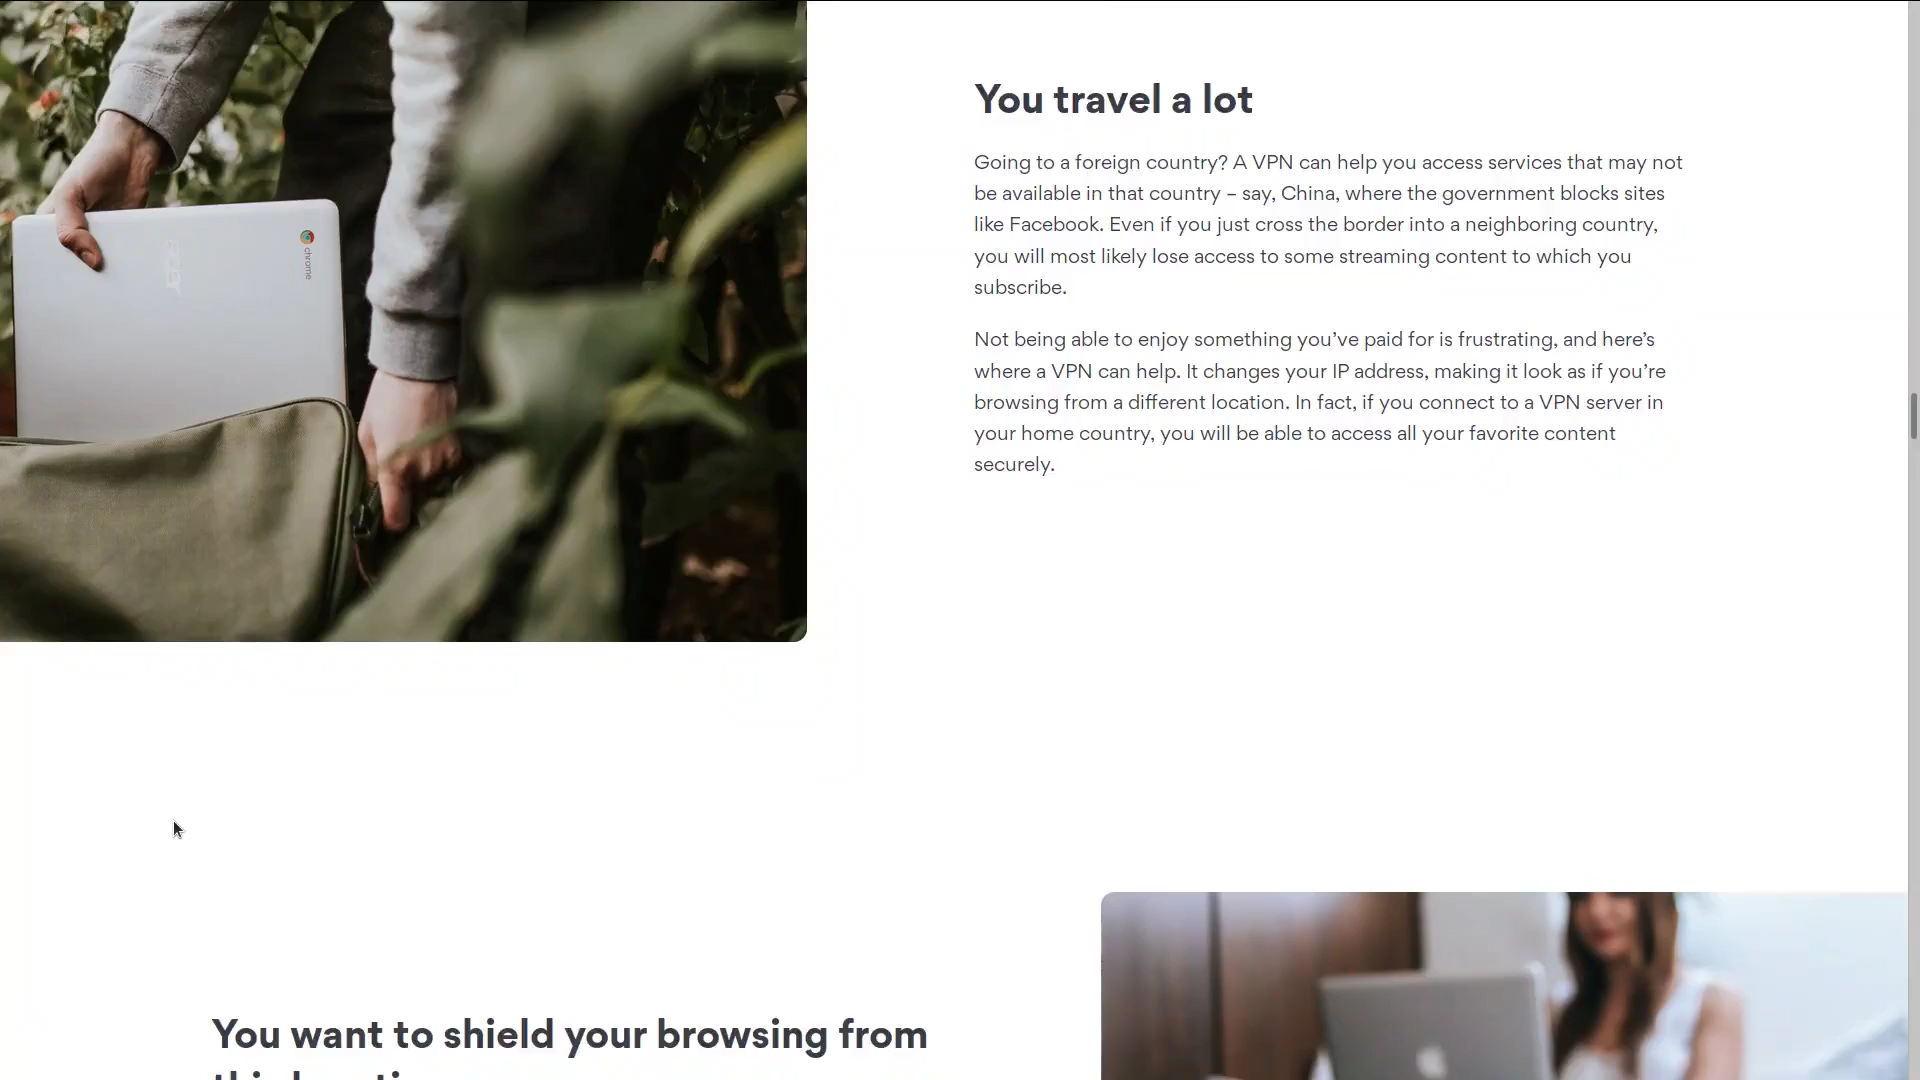 You travel a lot
Going to a foreign country? A VPN can help you access services that may not
be available in that country – say, China, where the government blocks sites
like Facebook. Even if you just cross the border into a neighboring country,
you will most likely lose access to some streaming content to which you
subscribe.
Not being able to enjoy something you’ve paid for is frustrating, and here’s
where a VPN can help. It changes your IP address, making it look as if you’re
browsing from a different location. In fact, if you connect to a VPN server in
your home country, you will be able to access all your favorite content
securely.
chrome
acer
You want to shield your browsing from